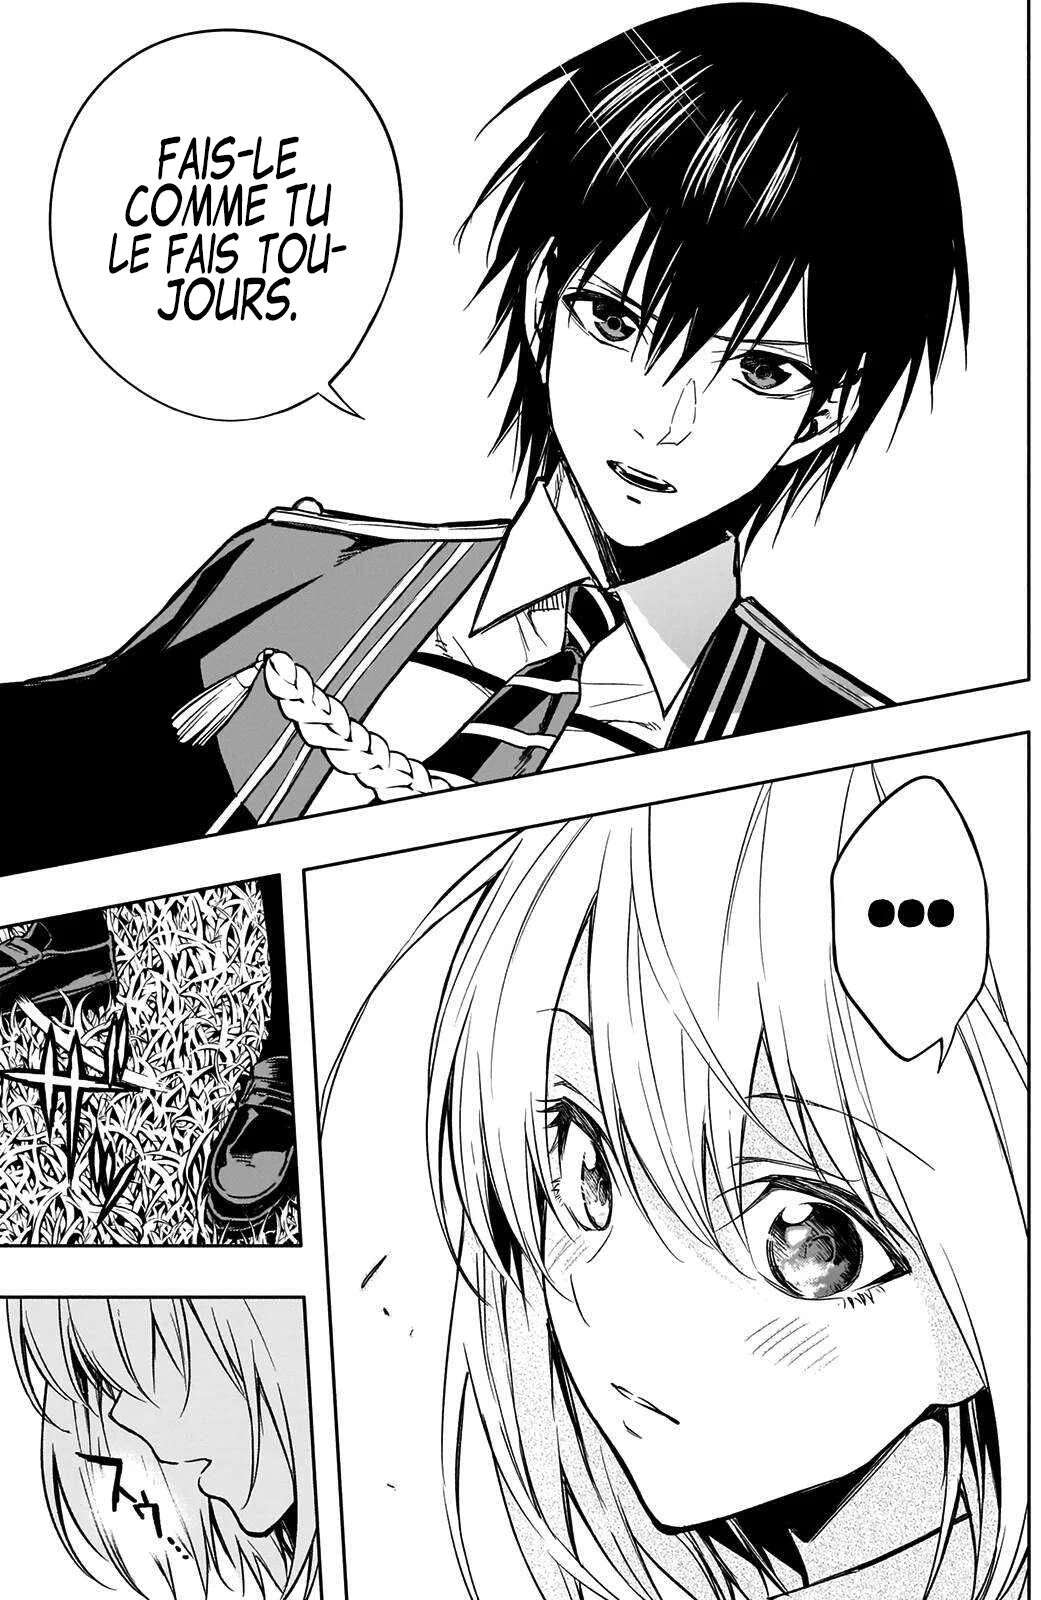 FAIS-LE
COMME TU
LE FAIS TOU-
JOURS.
...
スゥ...